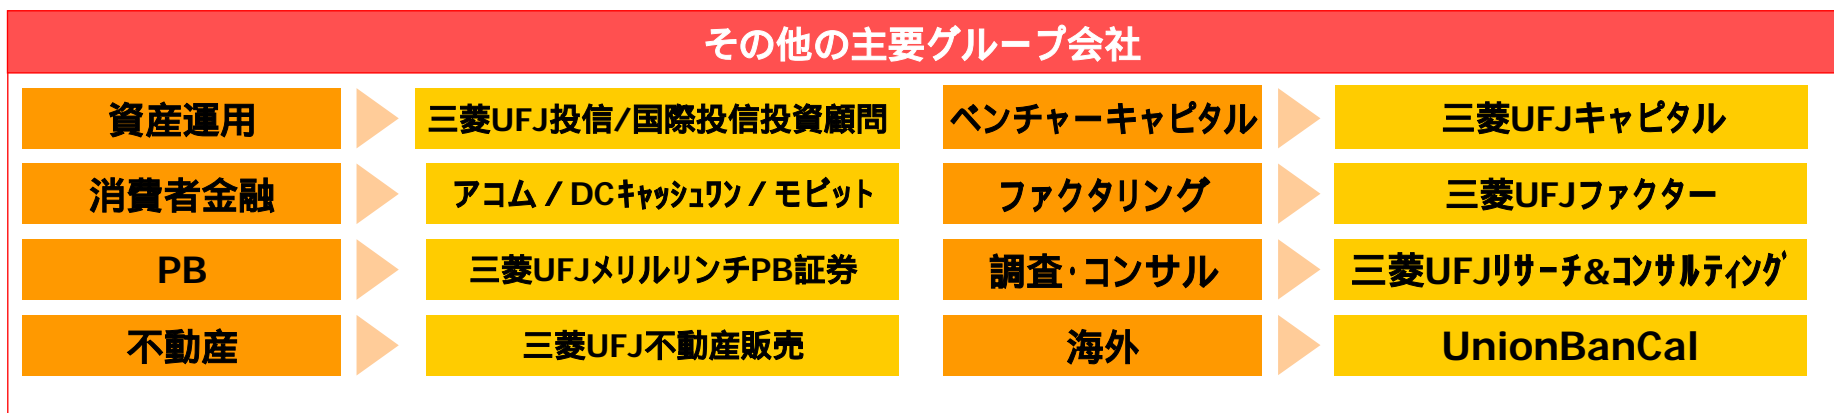 その他の主要グループ会社
資産運用
三菱UFJ投信/国際投信投資顧問
消費者金融
アコム / DCｷｬｯｼｭﾜﾝ / モビット
PB
三菱UFJメリルリンチPB証券
不動産
三菱UFJ不動産販売
ベンチャーキャピタル
三菱UFJキャピタル
ファクタリング
三菱UFJファクター
調査･コンサル
三菱UFJﾘｻｰﾁ&ｺﾝｻﾙﾃｨﾝｸﾞ
海外
UnionBanCal